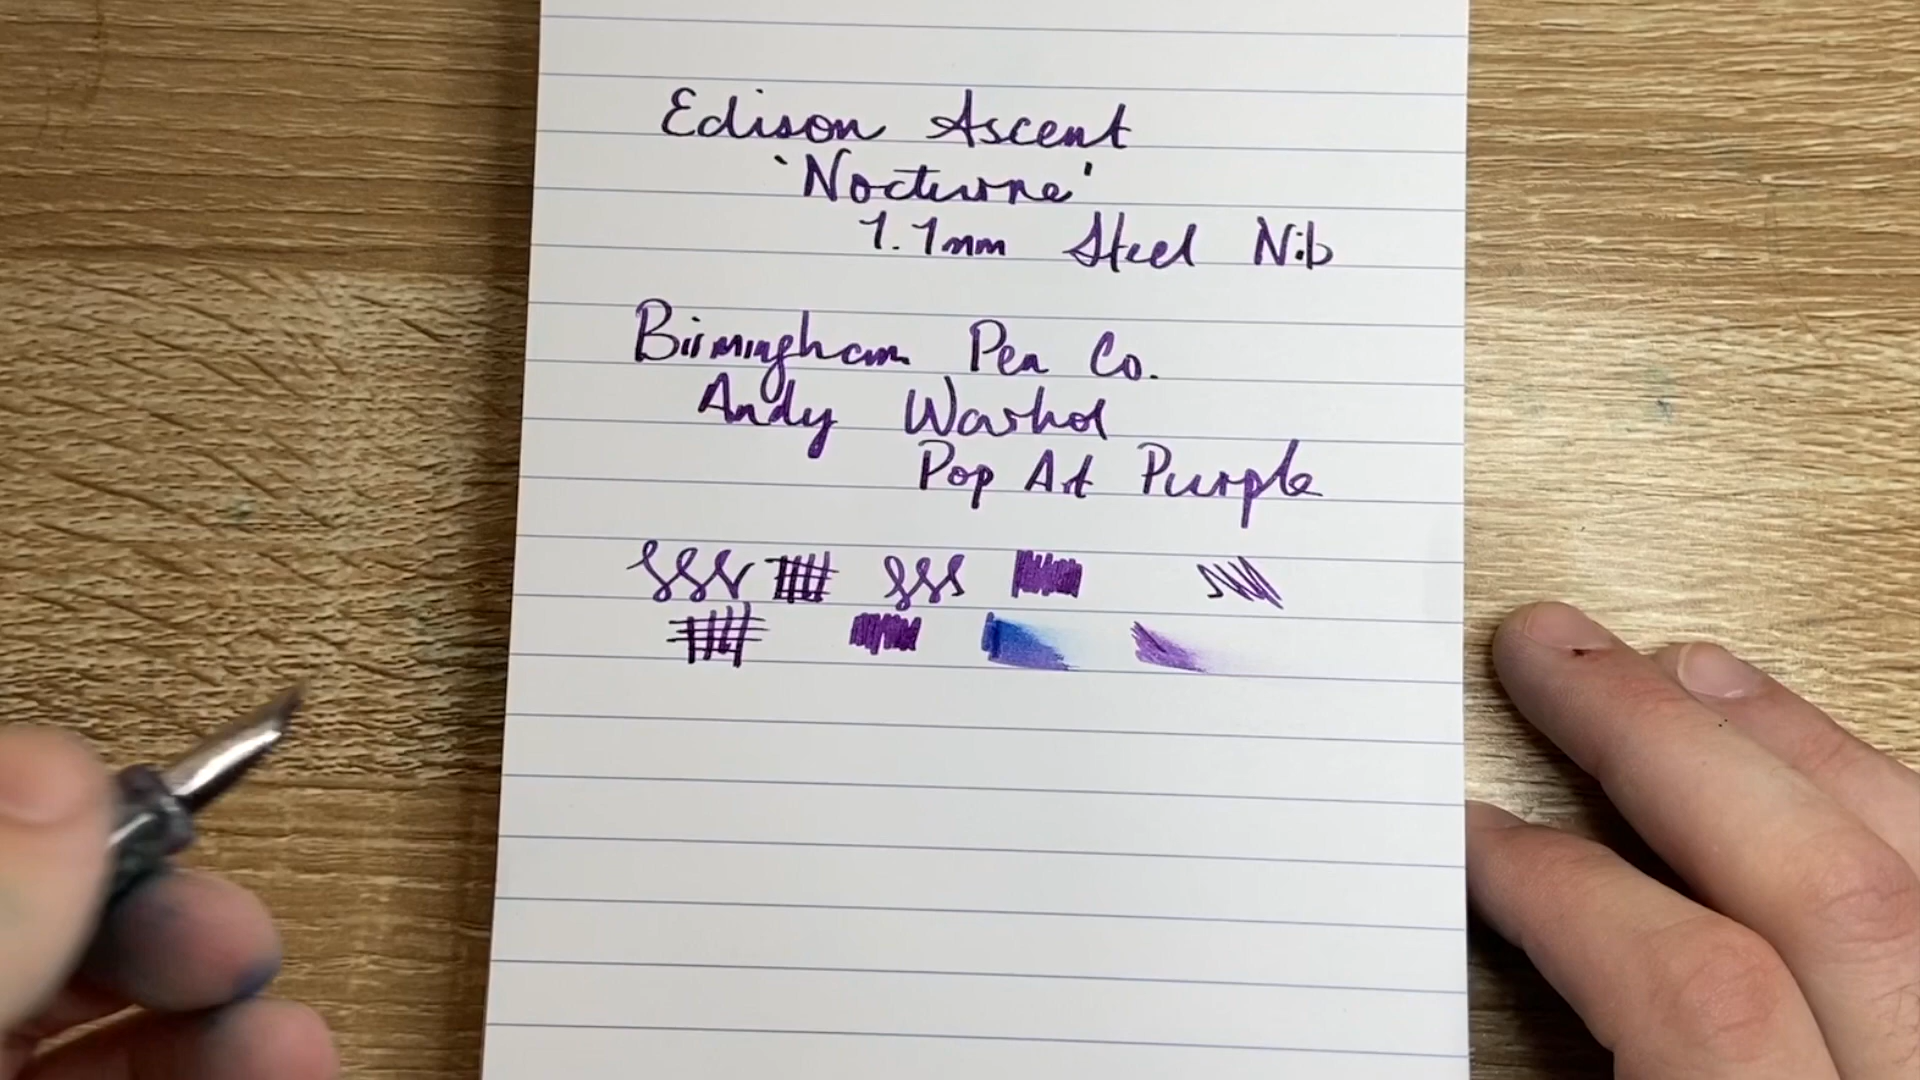 Edison Ascent
'Nocturne'
1.1mm Steel Nib
Birmingham Pen Co.
Andy Warhol
Pop Art Purple